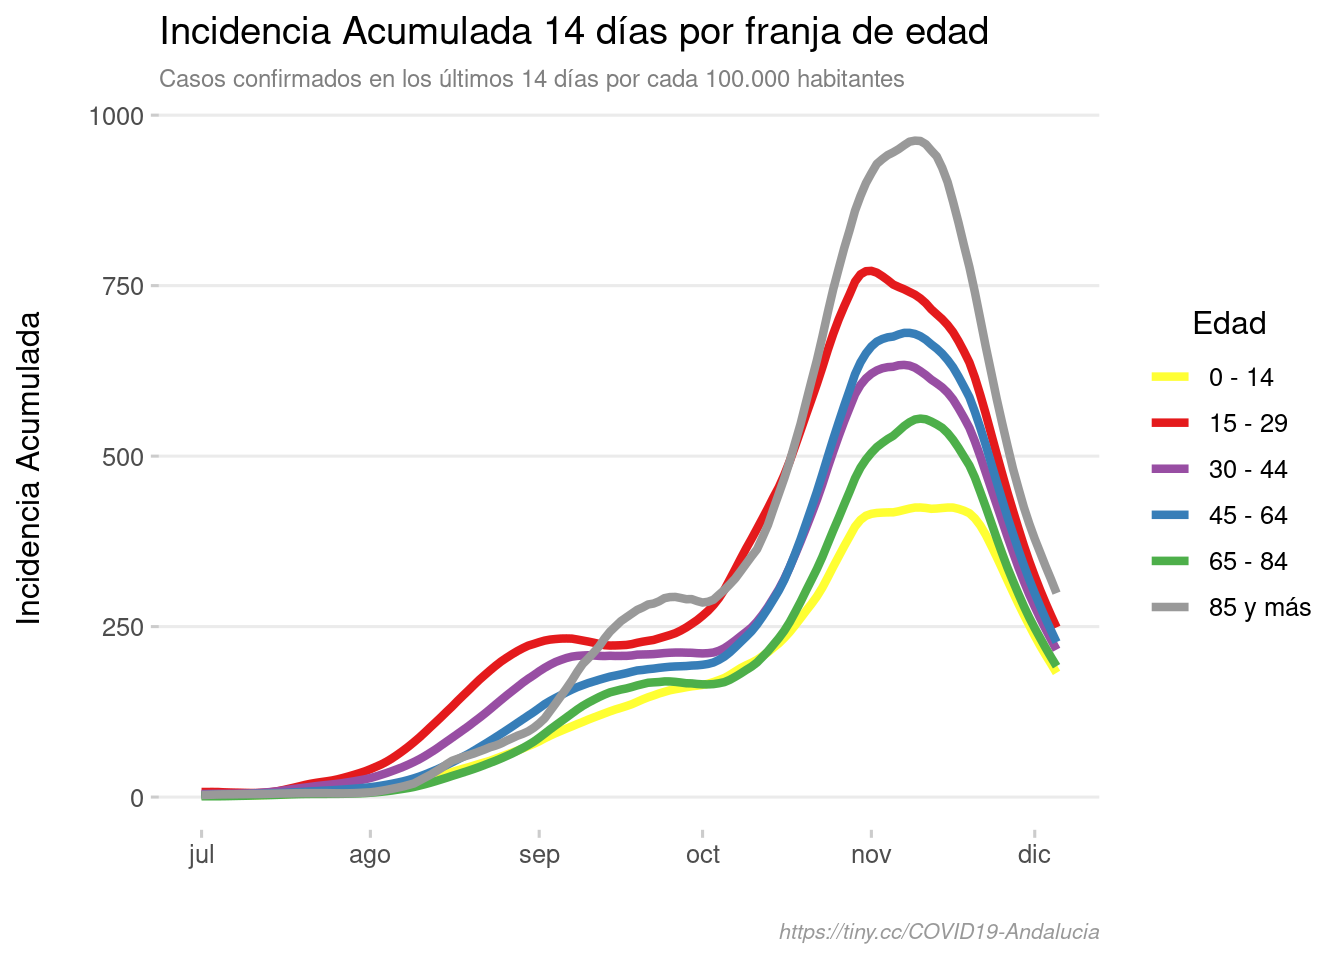 Incidencia Acumulada 14 días por franja de edad
Casos confirmados en los últimos 14 días por cada 100.000 habitantes
Incidencia Acumulada
1000
750
500
250
0
jul
ago
sep
oct
nov
dic
Edad
0 - 14
15 - 29
30 - 44
45 - 64
65 - 84
85 y más
https://tiny.cc/COVID19-Andalucia